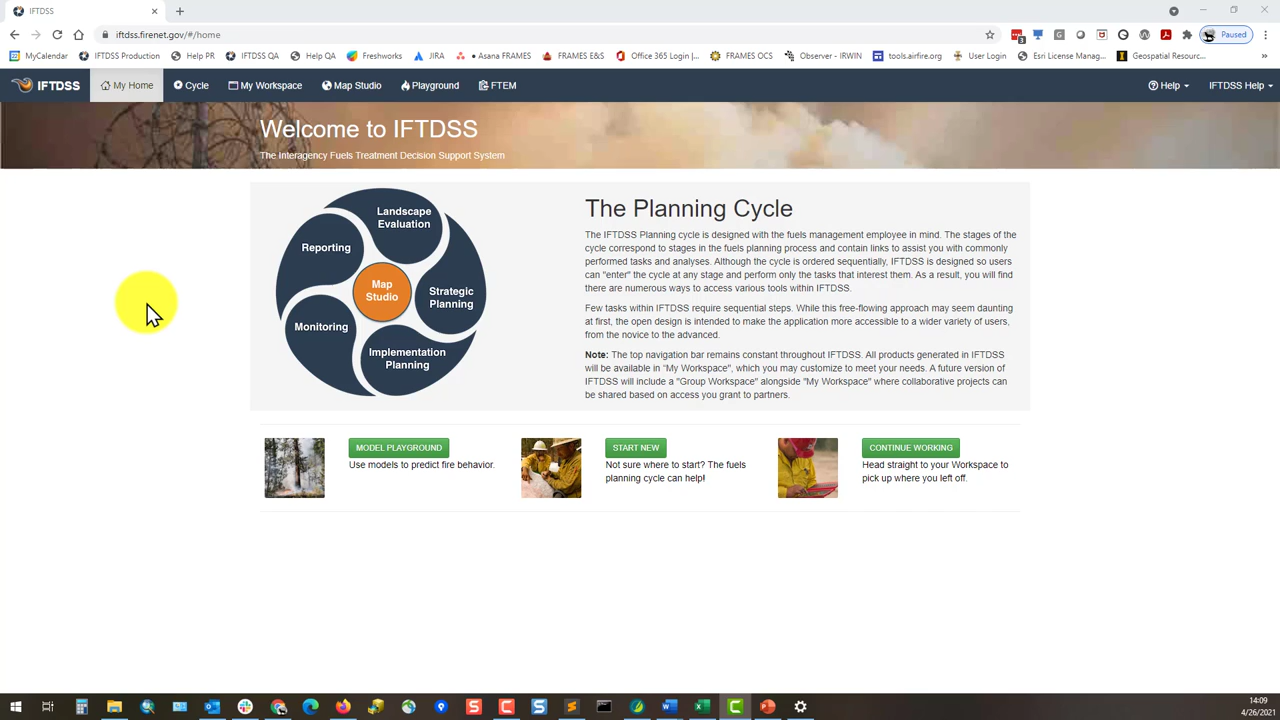 IFTDSS
iftdss.firenet.gov/#/home
Paused
MyCalendar
IFTDSS Production
Help PR
IFTDSS QA
Help QA
Freshworks
JIRA
Asana FRAMES
FRAMES E&S
Office 365 Login |...
FRAMES OCS
Observer - IRWIN
tools.airfire.org
User Login
Esri License Manag...
Geospatial Resourc...
»
IFTDSS
My Home
Cycle
My Workspace
Map Studio
Playground
FTEM
Help
IFTDSS Help
Welcome to IFTDSS
The Interagency Fuels Treatment Decision Support System
Landscape
Evaluation
Reporting
Map
Studio
Strategic
Planning
Monitoring
Implementation
Planning
The Planning Cycle
The IFTDSS Planning cycle is designed with the fuels management employee in mind. The stages of the
cycle correspond to stages in the fuels planning process and contain links to assist you with commonly
performed tasks and analyses. Although the cycle is ordered sequentially, IFTDSS is designed so users
can "enter" the cycle at any stage and perform only the tasks that interest them. As a result, you will find
there are numerous ways to access various tools within IFTDSS.
Few tasks within IFTDSS require sequential steps. While this free-flowing approach may seem daunting
at first, the open design is intended to make the application more accessible to a wider variety of users,
from the novice to the advanced.
Note: The top navigation bar remains constant throughout IFTDSS. All products generated in IFTDSS
will be available in "My Workspace", which you may customize to meet your needs. A future version of
IFTDSS will include a "Group Workspace" alongside "My Workspace" where collaborative projects can
be shared based on access you grant to partners.
MODEL PLAYGROUND
Use models to predict fire behavior.
START NEW
Not sure where to start? The fuels
planning cycle can help!
CONTINUE WORKING
Head straight to your Workspace to
pick up where you left off.
14:09
4/26/2021